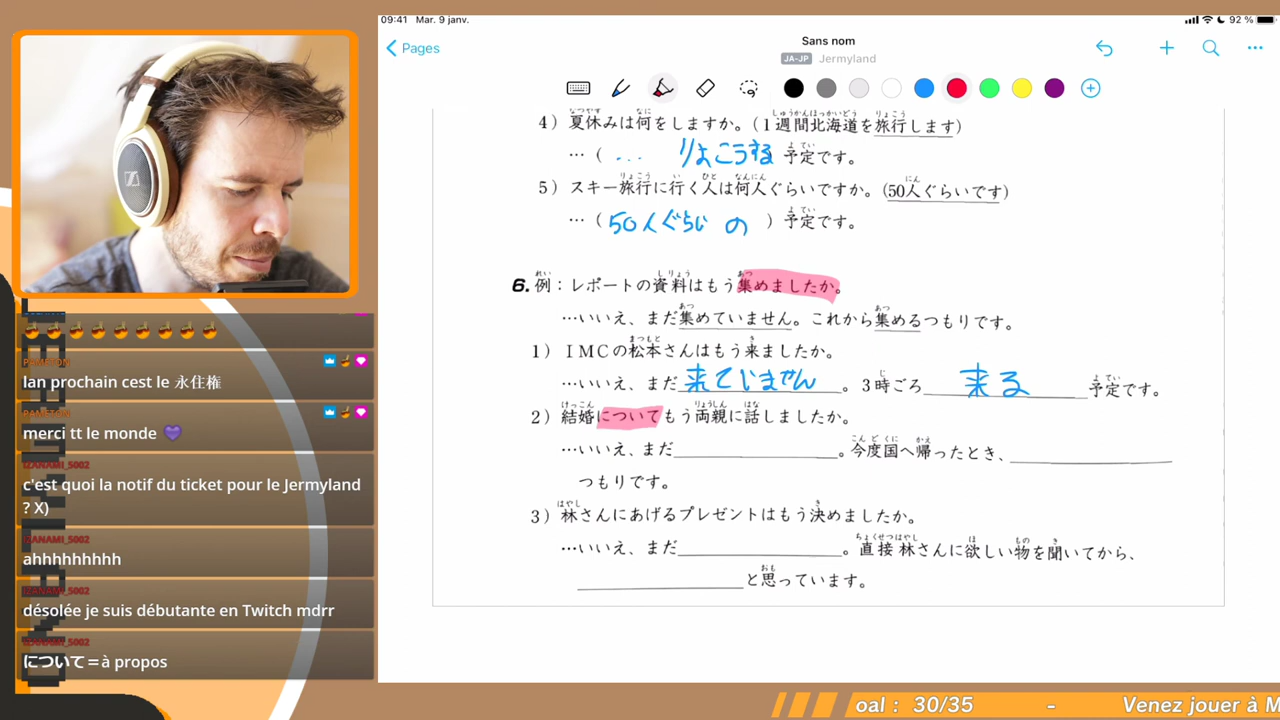 09:41 Mar. 9 janv.
92 %
Pages
Sans nom
JA-JP Jermyland
4）夏休みは何をしますか。（１週間北海道を旅行します）
…（ ... りょこうする 予定です。
5）スキー旅行に行く人は何人ぐらいですか。（50人ぐらいです）
…（ 50人ぐらい の ）予定です。
6. 例：レポートの資料はもう集めましたか。
…いいえ、まだ集めていません。これから集めるつもりです。
1）ＩＭＣの松本さんはもう来ましたか。
…いいえ、まだ 来ていません 。３時ごろ 来る 予定です。
2）結婚についてもう両親に話しましたか。
…いいえ、まだ 。今度国へ帰ったとき、
つもりです。
3）林さんにあげるプレゼントはもう決めましたか。
…いいえ、まだ 。直接林さんに欲しい物を聞いてから、
と思っています。
PAMETON
lan prochain cest le 永住権
PAMETON
merci tt le monde 💜
IZANAMI_5002
c'est quoi la notif du ticket pour le Jermyland
? X)
IZANAMI_5002
ahhhhhhhhh
IZANAMI_5002
désolée je suis débutante en Twitch mdrr
IZANAMI_5002
について＝à propos
oal : 30/35 - Venez jouer à M